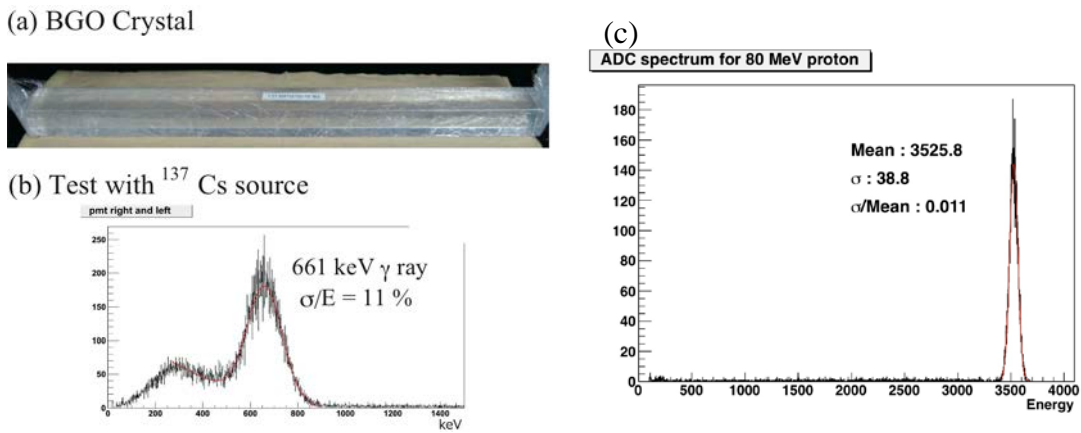 (a) BGO Crystal
(b) Test with ¹³⁷ Cs source
pmt right and left
250
200
150
100
50
0
661 keV γ ray
σ/E = 11 %
0 200 400 600 800 1000 1200 1400
keV
(c)
ADC spectrum for 80 MeV proton
180
160
140
120
100
80
60
40
20
0
Mean : 3525.8
σ : 38.8
σ/Mean : 0.011
0 500 1000 1500 2000 2500 3000 3500 4000
Energy